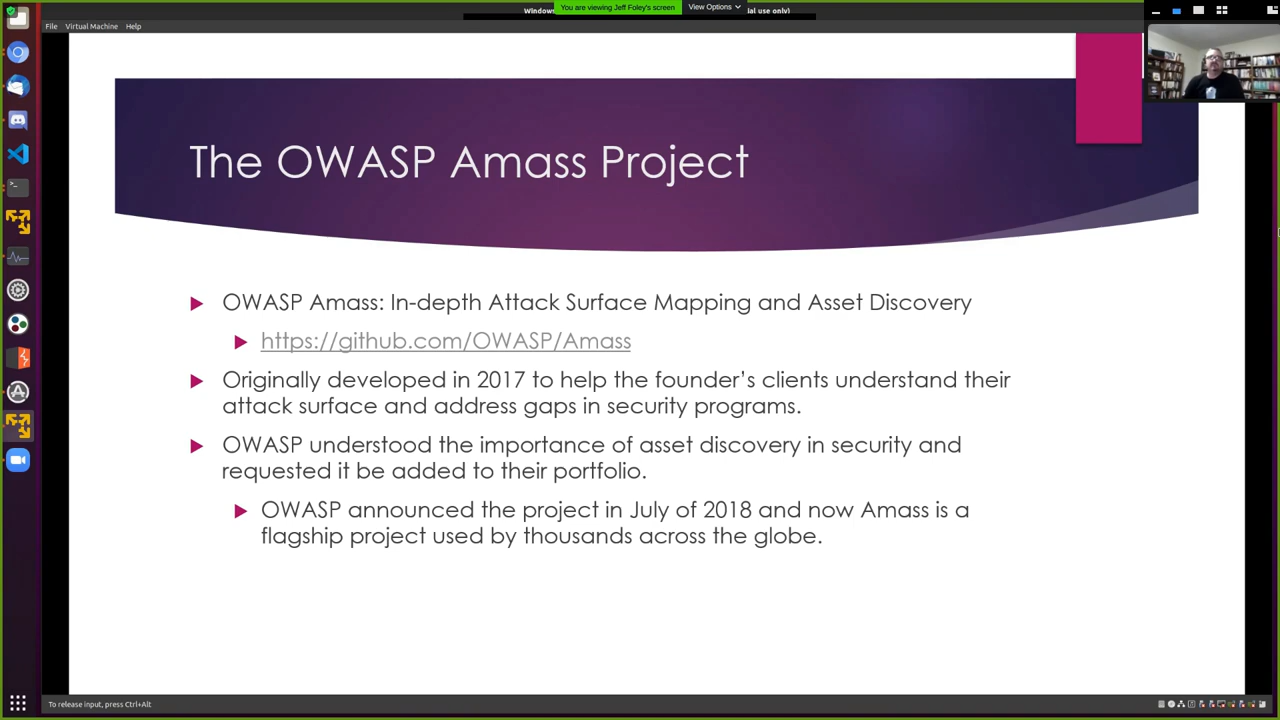 Windows
You are viewing Jeff Foley's screen
View Options
ial use only)
File Virtual Machine Help
The OWASP Amass Project
OWASP Amass: In-depth Attack Surface Mapping and Asset Discovery
https://github.com/OWASP/Amass
Originally developed in 2017 to help the founder’s clients understand their
attack surface and address gaps in security programs.
OWASP understood the importance of asset discovery in security and
requested it be added to their portfolio.
OWASP announced the project in July of 2018 and now Amass is a
flagship project used by thousands across the globe.
To release input, press Ctrl+Alt